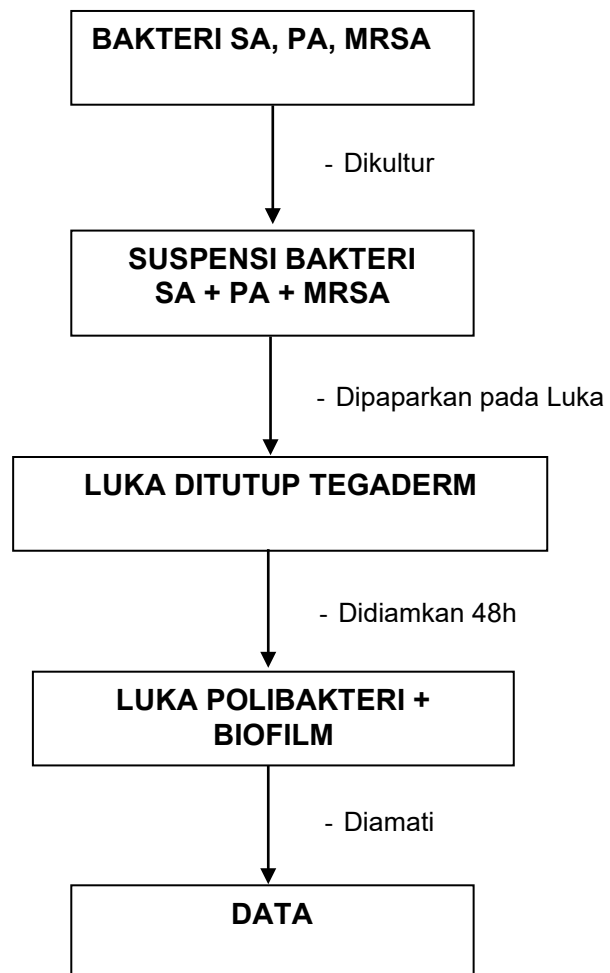 BAKTERI SA, PA, MRSA
- Dikultur
SUSPENSI BAKTERI
SA + PA + MRSA
- Dipaparkan pada Luka
LUKA DITUTUP TEGADERM
- Didiamkan 48h
LUKA POLIBAKTERI +
BIOFILM
- Diamati
DATA